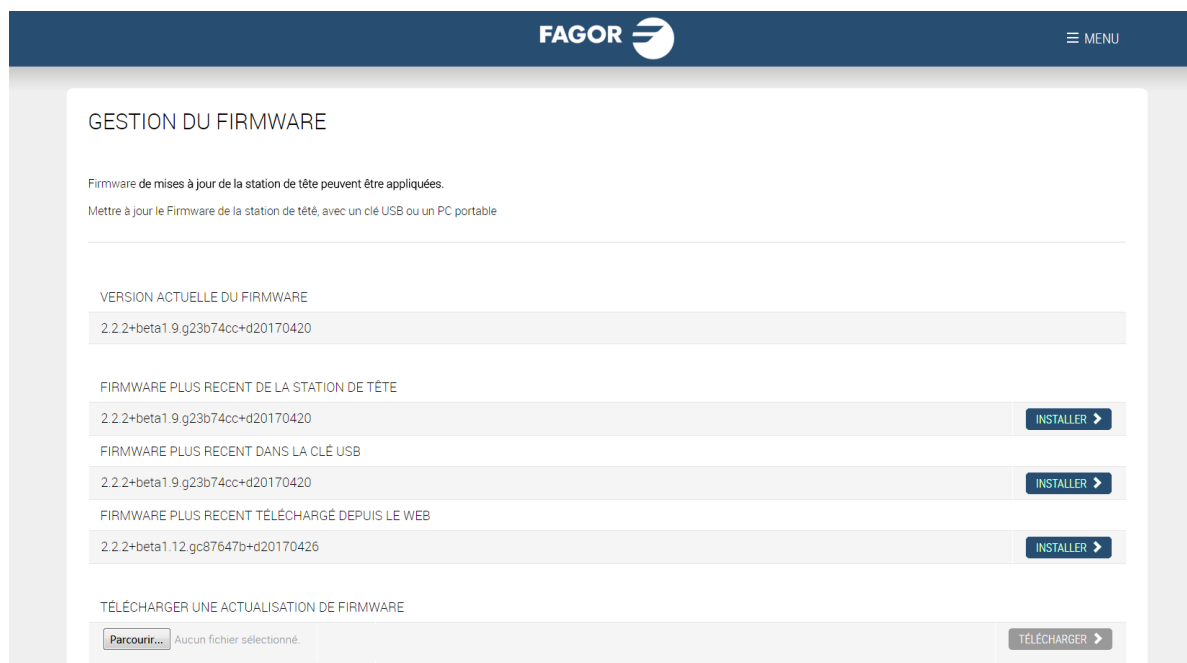 FAGOR
☰ MENU
GESTION DU FIRMWARE
Firmware de mises à jour de la station de tête peuvent être appliquées.
Mettre à jour le Firmware de la station de têtê, avec un clé USB ou un PC portable
VERSION ACTUELLE DU FIRMWARE
2.2.2+beta1.9.g23b74cc+d20170420
FIRMWARE PLUS RECENT DE LA STATION DE TÊTE
2.2.2+beta1.9.g23b74cc+d20170420 INSTALLER
FIRMWARE PLUS RECENT DANS LA CLÉ USB
2.2.2+beta1.9.g23b74cc+d20170420 INSTALLER
FIRMWARE PLUS RECENT TÉLÉCHARGÉ DEPUIS LE WEB
2.2.2+beta1.12.gc87647b+d20170426 INSTALLER
TÉLÉCHARGER UNE ACTUALISATION DE FIRMWARE
Parcourir... Aucun fichier sélectionné. TÉLÉCHARGER